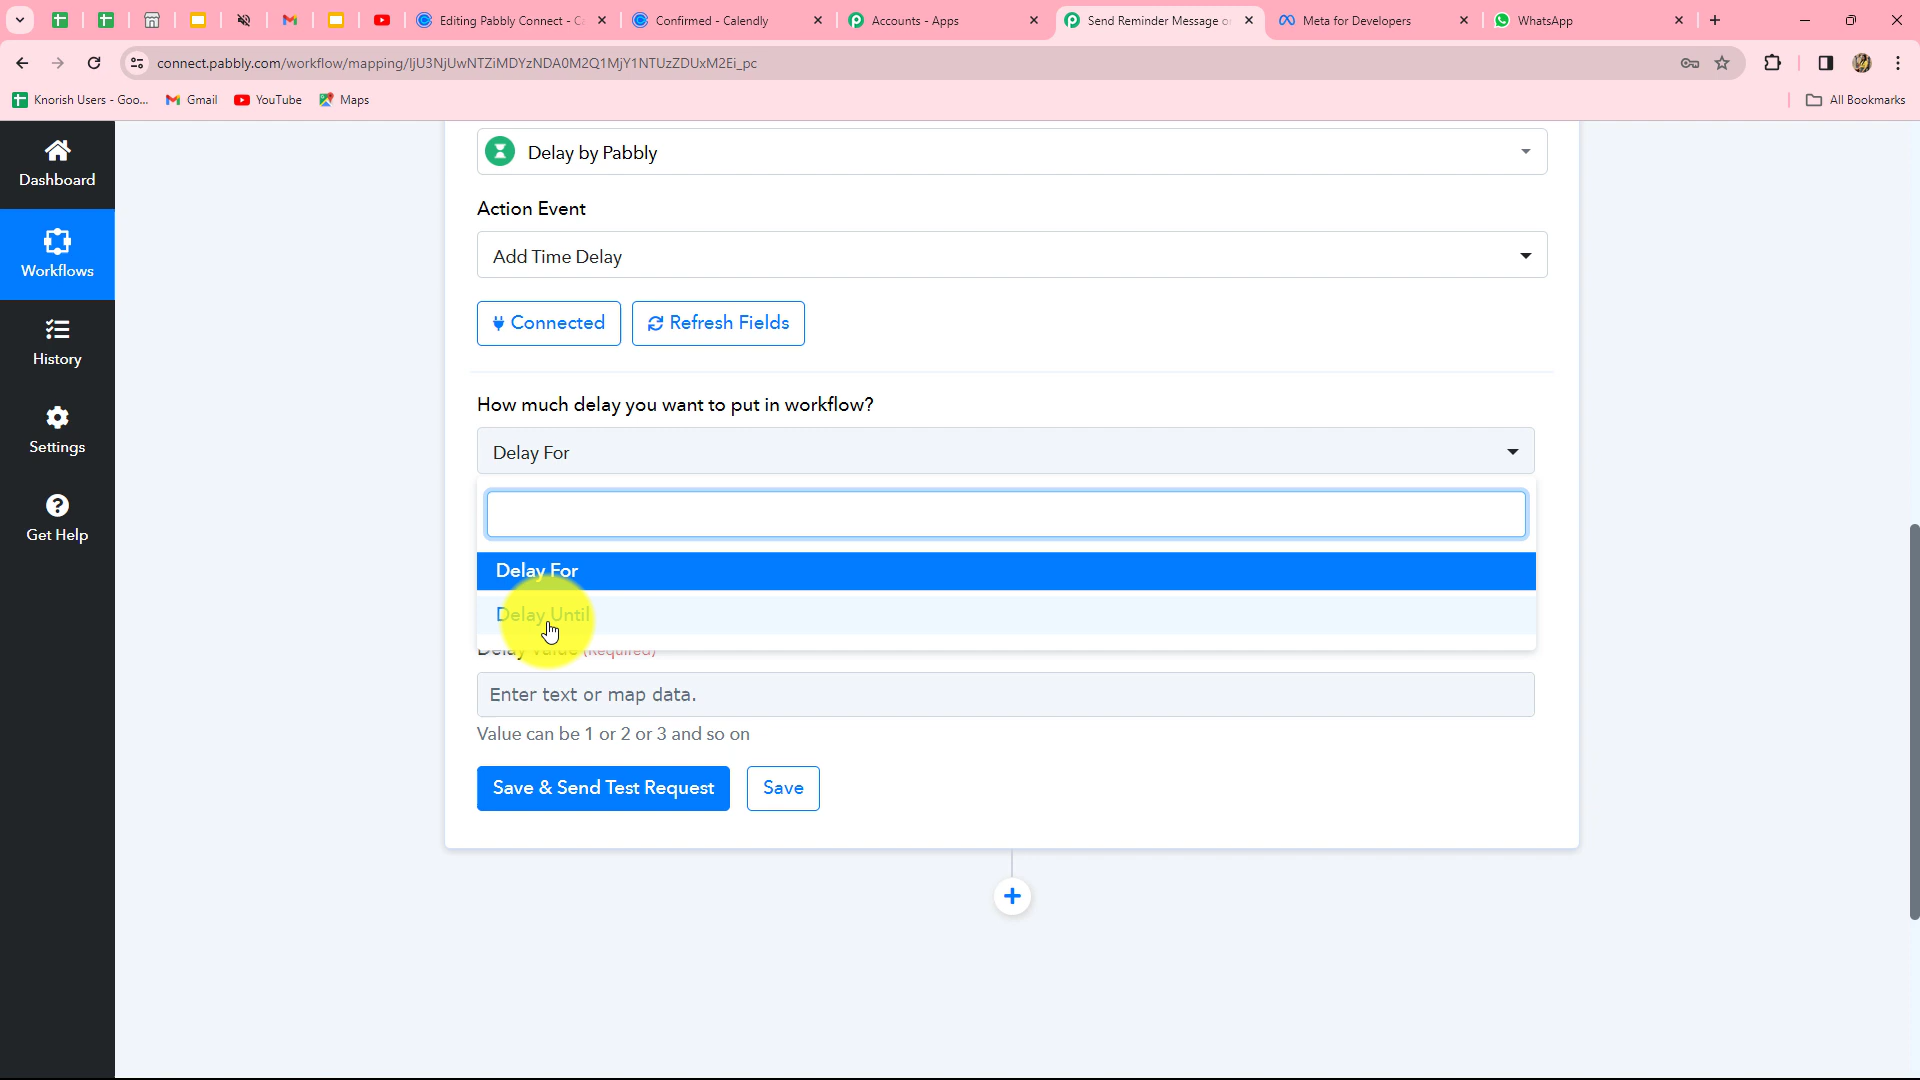 Editing Pabbly Connect - C
Confirmed - Calendly
Accounts - Apps
Send Reminder Message o
Meta for Developers
WhatsApp
connect.pabbly.com/workflow/mapping/IjU3NjUwNTZiMDYzNDA0M2Q1MjY1NTUzZDUxM2Ei_pc
Knorish Users - Goo...
Gmail
YouTube
Maps
All Bookmarks
Dashboard
Workflows
History
Settings
Get Help
Delay by Pabbly
Action Event
Add Time Delay
Connected
Refresh Fields
How much delay you want to put in workflow?
Delay For
Delay For
Delay Until
Delay Value (Required)
Enter text or map data.
Value can be 1 or 2 or 3 and so on
Save & Send Test Request
Save